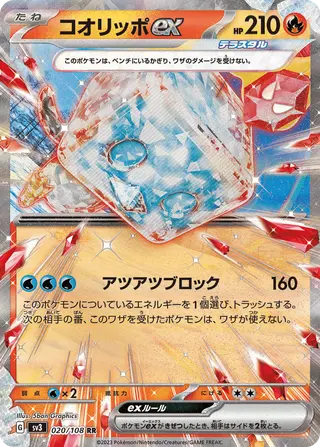 たね
コオリッポex
HP 210
テラスタル
このポケモンは、ベンチにいるかぎり、ワザのダメージを受けない。
アツアツブロック 160
このポケモンについているエネルギーを1個選び、トラッシュする。
次の相手の番、このワザを受けたポケモンは、ワザが使えない。
弱点 ×2 抵抗力 にげる
Illus. 5ban Graphics
G sv3 020/108 RR
exルール
ポケモンexがきぜつしたとき、相手はサイドを2枚とる。
©2023 Pokémon/Nintendo/Creatures/GAME FREAK.